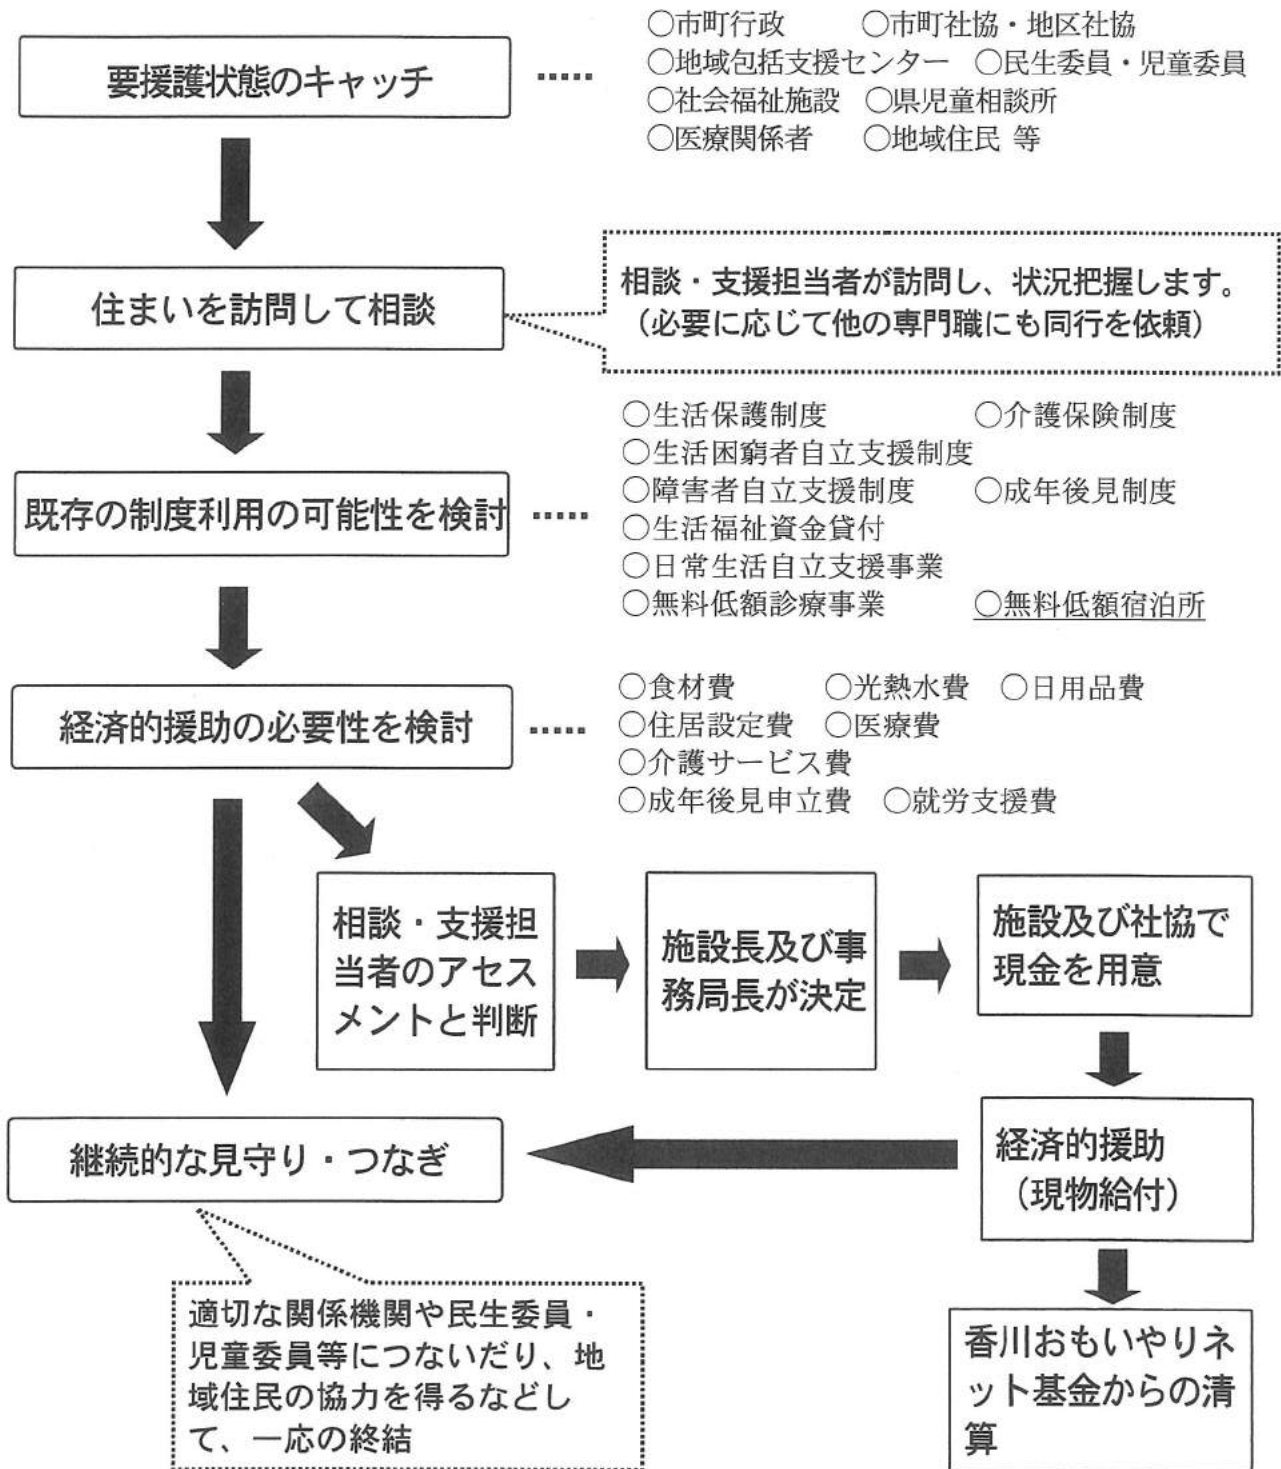 要援護状態のキャッチ
○市町行政　○市町社協・地区社協
○地域包括支援センター　○民生委員・児童委員
○社会福祉施設　○県児童相談所
○医療関係者　○地域住民 等
住まいを訪問して相談
相談・支援担当者が訪問し、状況把握します。
（必要に応じて他の専門職にも同行を依頼）
既存の制度利用の可能性を検討
○生活保護制度　○介護保険制度
○生活困窮者自立支援制度
○障害者自立支援制度　○成年後見制度
○生活福祉資金貸付
○日常生活自立支援事業
○無料低額診療事業　○無料低額宿泊所
経済的援助の必要性を検討
○食材費　○光熱水費　○日用品費
○住居設定費　○医療費
○介護サービス費
○成年後見申立費　○就労支援費
相談・支援担
当者のアセス
メントと判断
施設長及び事
務局長が決定
施設及び社協で
現金を用意
経済的援助
（現物給付）
香川おもいやりネ
ット基金からの清
算
継続的な見守り・つなぎ
適切な関係機関や民生委員・
児童委員等につないだり、地
域住民の協力を得るなどし
て、一応の終結